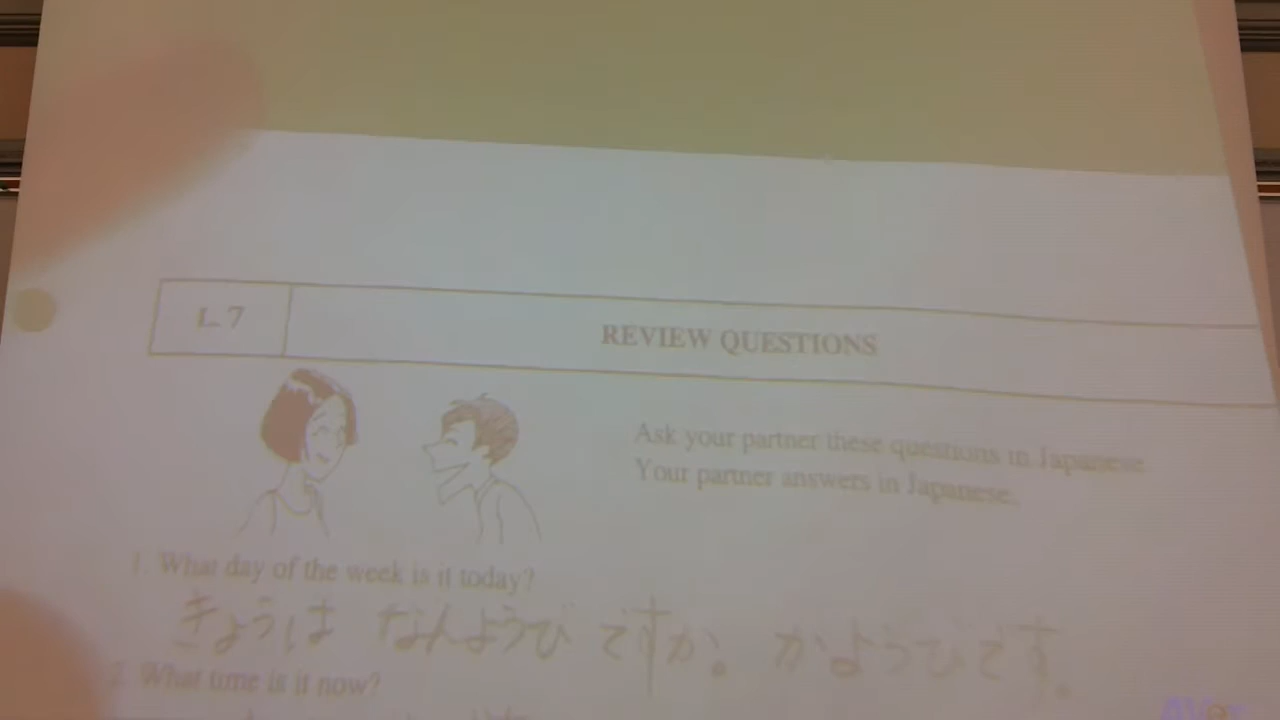 L. 7
REVIEW QUESTIONS
Ask your partner these questions in Japanese.
Your partner answers in Japanese.
1. What day of the week is it today?
きょうは なんようび ですか。 かようひです。
2. What time is it now?